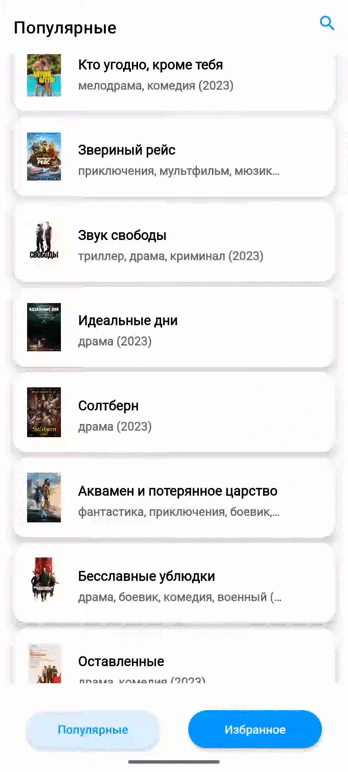 Популярные
Кто угодно, кроме тебя
мелодрама, комедия (2023)
Звериный рейс
приключения, мультфильм, мюзик...
Звук свободы
триллер, драма, криминал (2023)
СВОБОДЫ
Идеальные дни
драма (2023)
Солтберн
драма (2023)
Аквамен и потерянное царство
фантастика, приключения, боевик,...
Бесславные ублюдки
драма, боевик, комедия, военный (...
Оставленные
драма, комедия (2023)
Популярные
Избранное